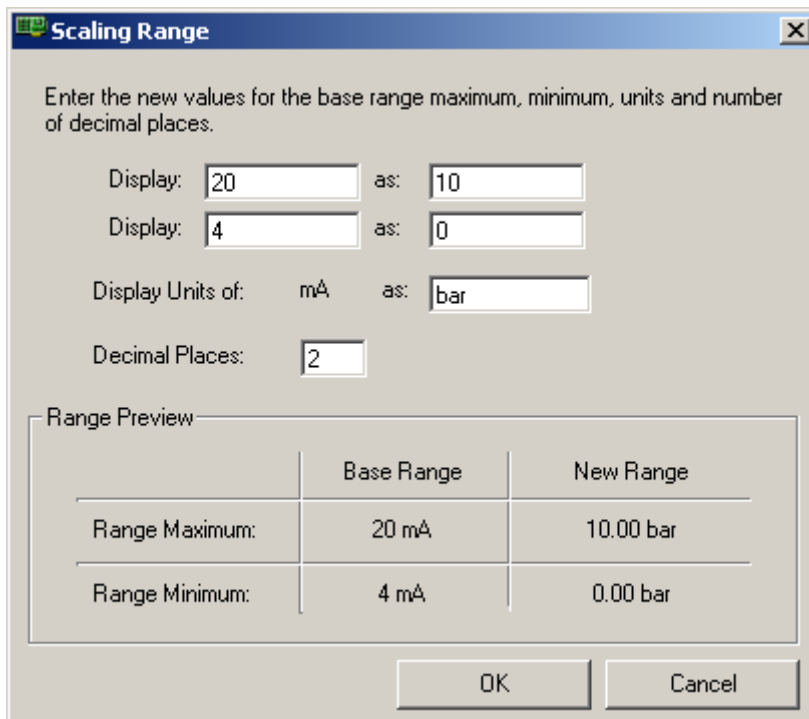 Scaling Range
Enter the new values for the base range maximum, minimum, units and number
of decimal places.
Display: 20 as: 10
Display: 4 as: 0
Display Units of: mA as: bar
Decimal Places: 2
Range Preview
Base Range New Range
Range Maximum: 20 mA 10.00 bar
Range Minimum: 4 mA 0.00 bar
OK Cancel